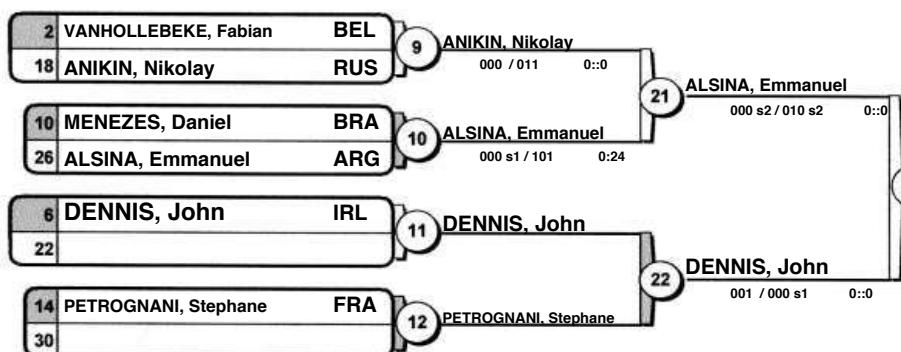 2 VANHOLLEBEKE, Fabian BEL
18 ANIKIN, Nikolay RUS
9
ANIKIN, Nikolay
000 / 011 0::0
10 MENEZES, Daniel BRA
26 ALSINA, Emmanuel ARG
10
ALSINA, Emmanuel
000 s1 / 101 0:24
21
ALSINA, Emmanuel
000 s2 / 010 s2 0::0
6 DENNIS, John IRL
22
11
DENNIS, John
14 PETROGNANI, Stephane FRA
30
12
PETROGNANI, Stephane
22
DENNIS, John
001 / 000 s1 0::0